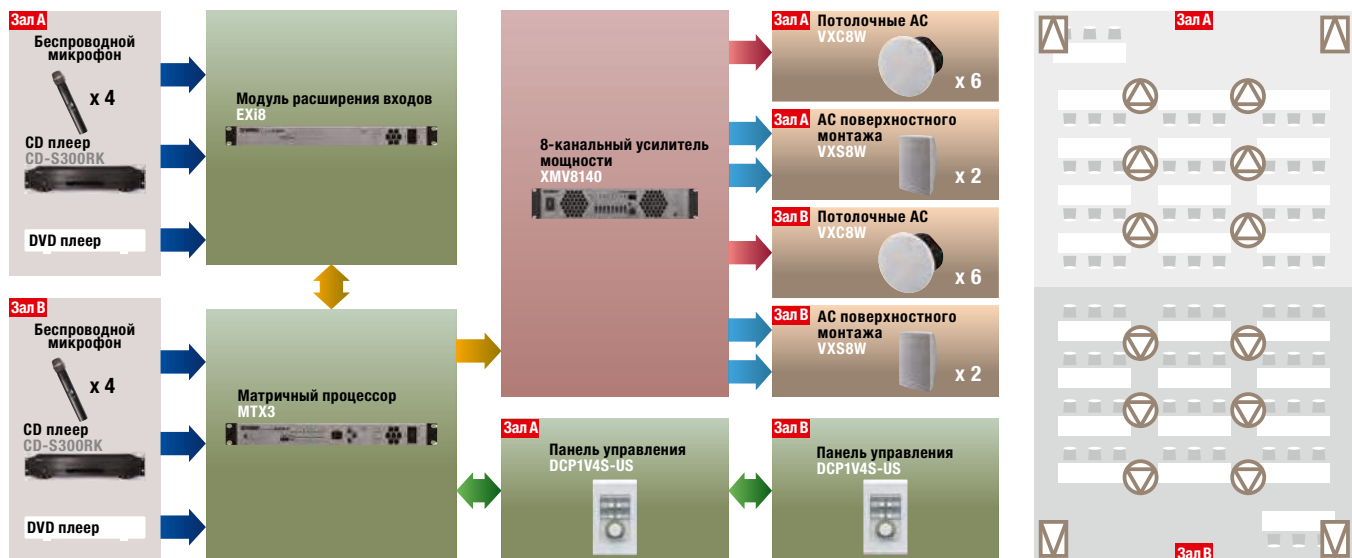 Зал A
Беспроводной
микрофон
x 4
CD плеер
CD-S300RK
DVD плеер
Модуль расширения входов
EXi8
Зал B
Беспроводной
микрофон
x 4
CD плеер
CD-S300RK
DVD плеер
Матричный процессор
MTX3
8-канальный усилитель
мощности
XMV8140
Зал A
Потолочные АС
VXC8W
x 6
Зал A
АС поверхностного
монтажа
VXS8W
x 2
Зал B
Потолочные АС
VXC8W
x 6
Зал B
АС поверхностного
монтажа
VXS8W
x 2
Зал A
Панель управления
DCP1V4S-US
Зал B
Панель управления
DCP1V4S-US
Зал A
Зал B